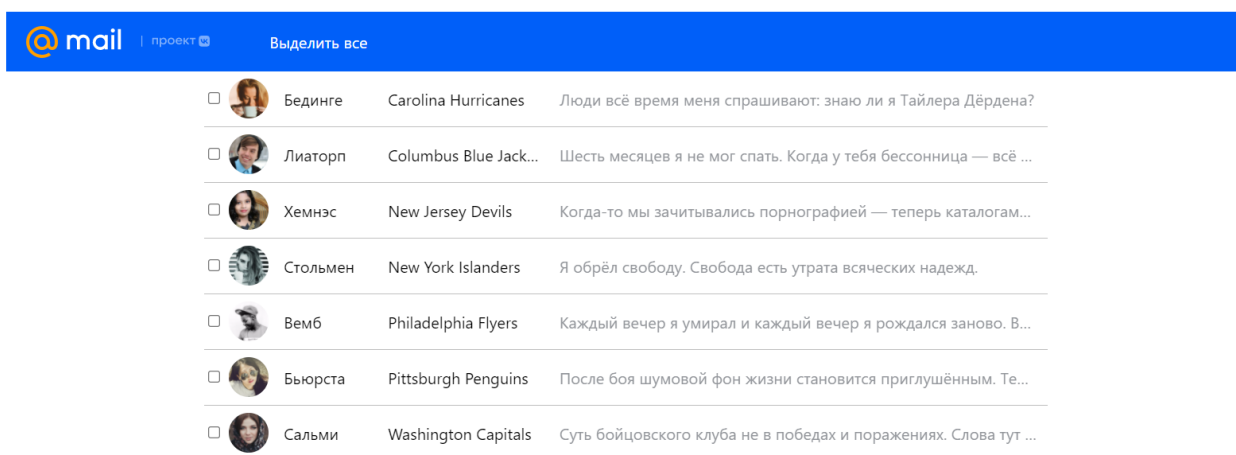 @mail | проект Выделить все
Бединге Carolina Hurricanes Люди всё время меня спрашивают: знаю ли я Тайлера Дёрдена?
Лиаторп Columbus Blue Jack... Шесть месяцев я не мог спать. Когда у тебя бессонница — всё ...
Хемнэс New Jersey Devils Когда-то мы зачитывались порнографией — теперь каталогам...
Стольмен New York Islanders Я обрёл свободу. Свобода есть утрата всяческих надежд.
Вемб Philadelphia Flyers Каждый вечер я умирал и каждый вечер я рождался заново. В...
Бьюрста Pittsburgh Penguins После боя шумовой фон жизни становится приглушённым. Те...
Сальми Washington Capitals Суть бойцовского клуба не в победах и поражениях. Слова тут ...